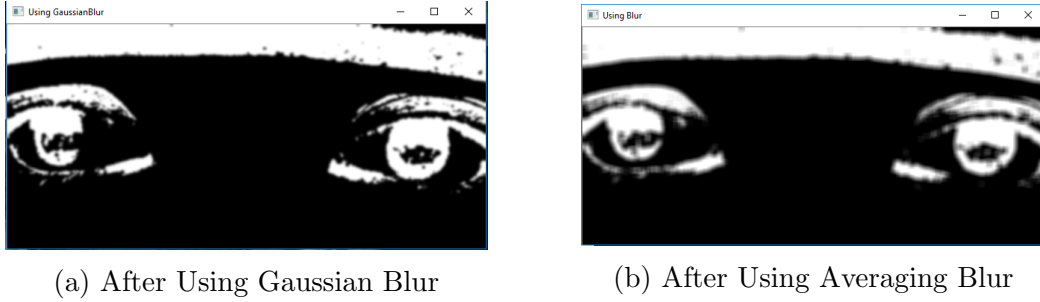 Using GaussianBlur
Using Blur
(a) After Using Gaussian Blur
(b) After Using Averaging Blur